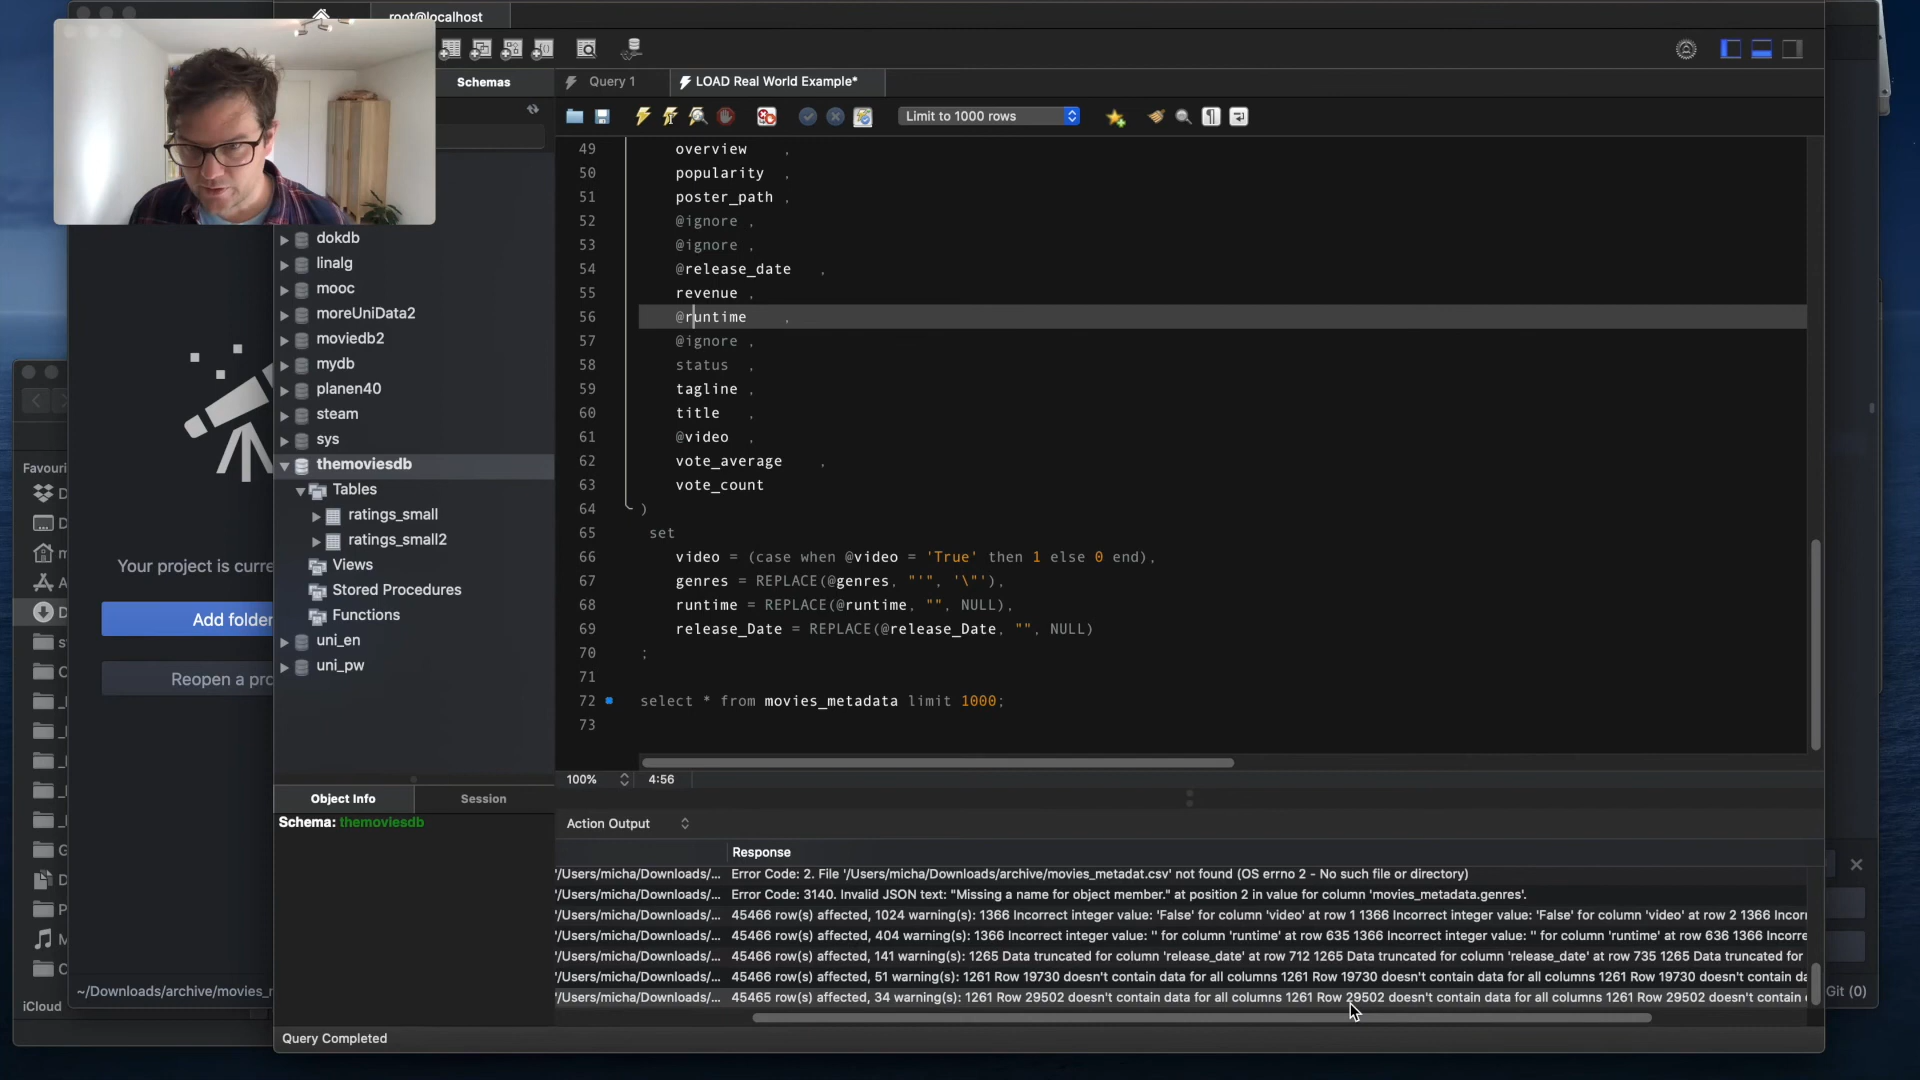 root@localhost
Schemas
Query 1
LOAD Real World Example*
Limit to 1000 rows
dokdb
linalg
mooc
moreUniData2
moviedb2
mydb
planen40
steam
sys
themoviesdb
Tables
ratings_small
ratings_small2
Views
Stored Procedures
Functions
uni_en
uni_pw
Object Info
Session
Schema: themoviesdb
Favouri
iCloud
Your project is curre
Add folder
Reopen a pro
~/Downloads/archive/movies_r
49 overview ,
50 popularity ,
51 poster_path ,
52 @ignore ,
53 @ignore ,
54 @release_date ,
55 revenue ,
56 @runtime ,
57 @ignore ,
58 status ,
59 tagline ,
60 title ,
61 @video ,
62 vote_average ,
63 vote_count
64 )
65 set
66 video = (case when @video = 'True' then 1 else 0 end),
67 genres = REPLACE(@genres, "'", '\"'),
68 runtime = REPLACE(@runtime, "", NULL),
69 release_Date = REPLACE(@release_Date, "", NULL)
70 ;
71
72 select * from movies_metadata limit 1000;
73
100% 4:56
Action Output
Response
'/Users/micha/Downloads/... Error Code: 2. File '/Users/micha/Downloads/archive/movies_metadat.csv' not found (OS errno 2 - No such file or directory)
'/Users/micha/Downloads/... Error Code: 3140. Invalid JSON text: "Missing a name for object member." at position 2 in value for column 'movies_metadata.genres'.
'/Users/micha/Downloads/... 45466 row(s) affected, 1024 warning(s): 1366 Incorrect integer value: 'False' for column 'video' at row 1 1366 Incorrect integer value: 'False' for column 'video' at row 2 1366 Incorr
'/Users/micha/Downloads/... 45466 row(s) affected, 404 warning(s): 1366 Incorrect integer value: '' for column 'runtime' at row 635 1366 Incorrect integer value: '' for column 'runtime' at row 636 1366 Incorre
'/Users/micha/Downloads/... 45466 row(s) affected, 141 warning(s): 1265 Data truncated for column 'release_date' at row 712 1265 Data truncated for column 'release_date' at row 735 1265 Data truncated for
'/Users/micha/Downloads/... 45466 row(s) affected, 51 warning(s): 1261 Row 19730 doesn't contain data for all columns 1261 Row 19730 doesn't contain data for all columns 1261 Row 19730 doesn't contain da
'/Users/micha/Downloads/... 45465 row(s) affected, 34 warning(s): 1261 Row 29502 doesn't contain data for all columns 1261 Row 29502 doesn't contain data for all columns 1261 Row 29502 doesn't contain
Git (0)
Query Completed